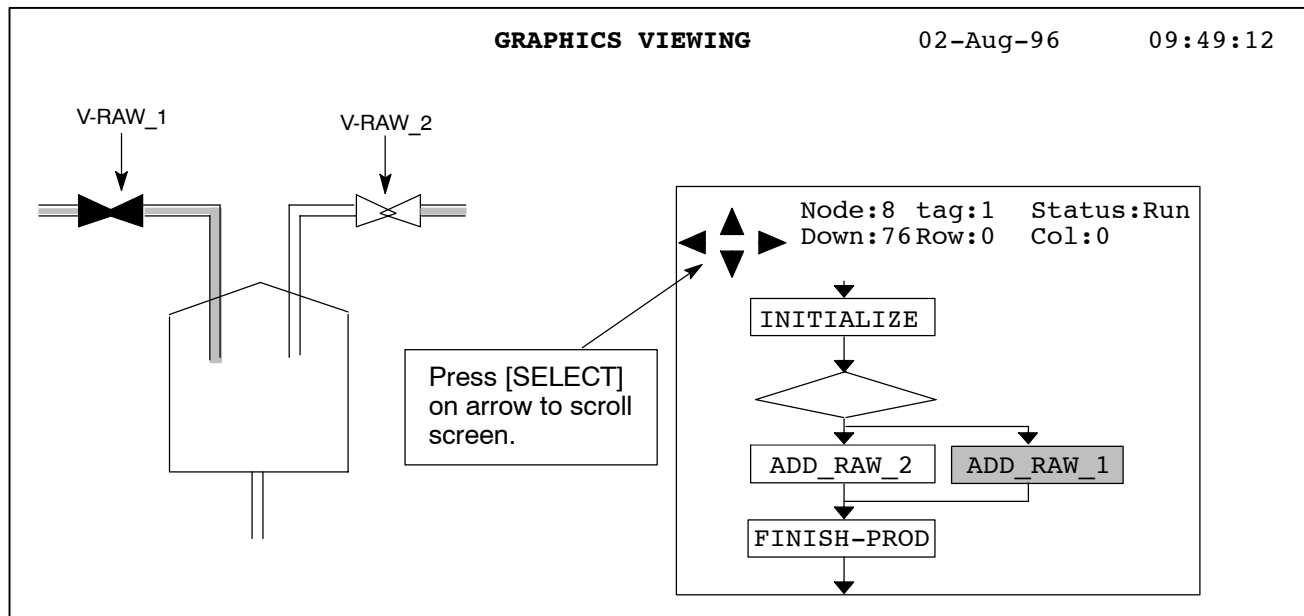 GRAPHICS VIEWING 02-Aug-96 09:49:12
V-RAW_1
V-RAW_2
Node:8 tag:1 Status:Run
Down:76 Row:0 Col:0
INITIALIZE
Press [SELECT]
on arrow to scroll
screen.
ADD_RAW_2 ADD_RAW_1
FINISH-PROD